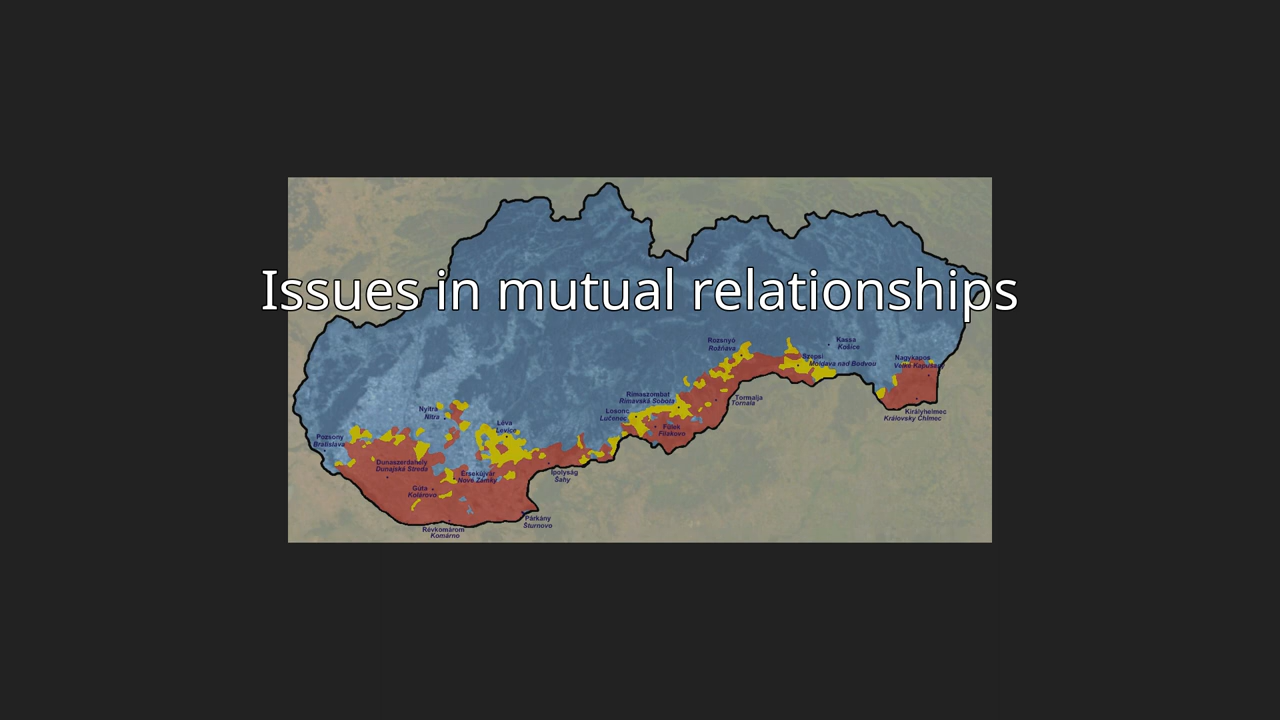 Issues in mutual relationships
Rozsnyó
Rožňava
Kassa
Košice
Szepsi
Moldava nad Bodvou
Nagykapos
Veľké Kapušany
Rimaszombat
Rimavská Sobota
Tornalja
Tornaľa
Királyhelmec
Kráľovský Chlmec
Losonc
Lučenec
Fülek
Fiľakovo
Nyitra
Nitra
Léva
Levice
Pozsony
Bratislava
Dunaszerdahely
Dunajská Streda
Ipolyság
Šahy
Érsekújvár
Nové Zámky
Gúta
Kolárovo
Párkány
Šturnovo
Révkomárom
Komárno